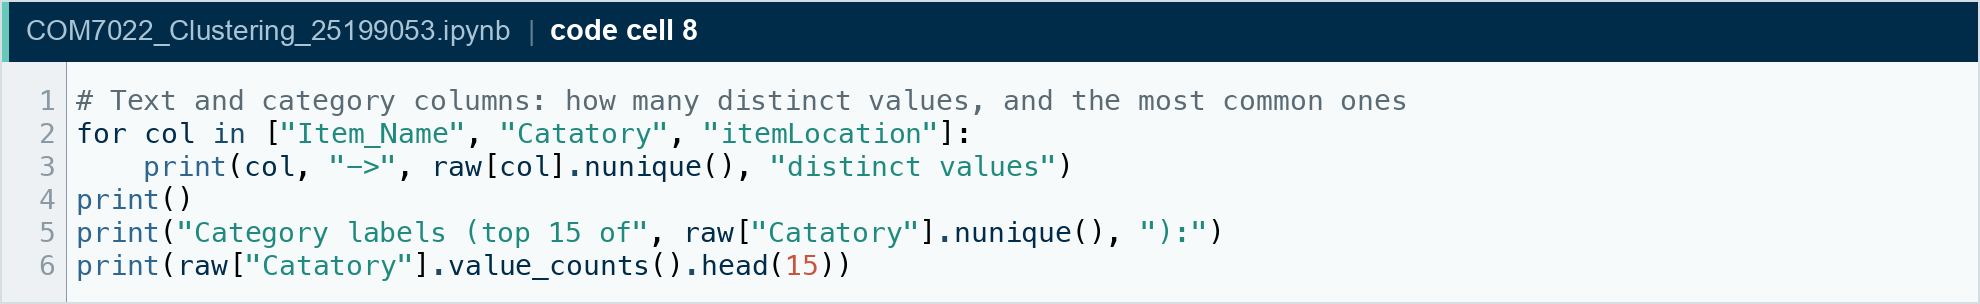 COM7022_Clustering_25199053.ipynb | code cell 8
1 # Text and category columns: how many distinct values, and the most common ones
2 for col in ["Item_Name", "Catatory", "itemLocation"]:
3     print(col, "->", raw[col].nunique(), "distinct values")
4 print()
5 print("Category labels (top 15 of", raw["Catatory"].nunique(), "):")
6 print(raw["Catatory"].value_counts().head(15))